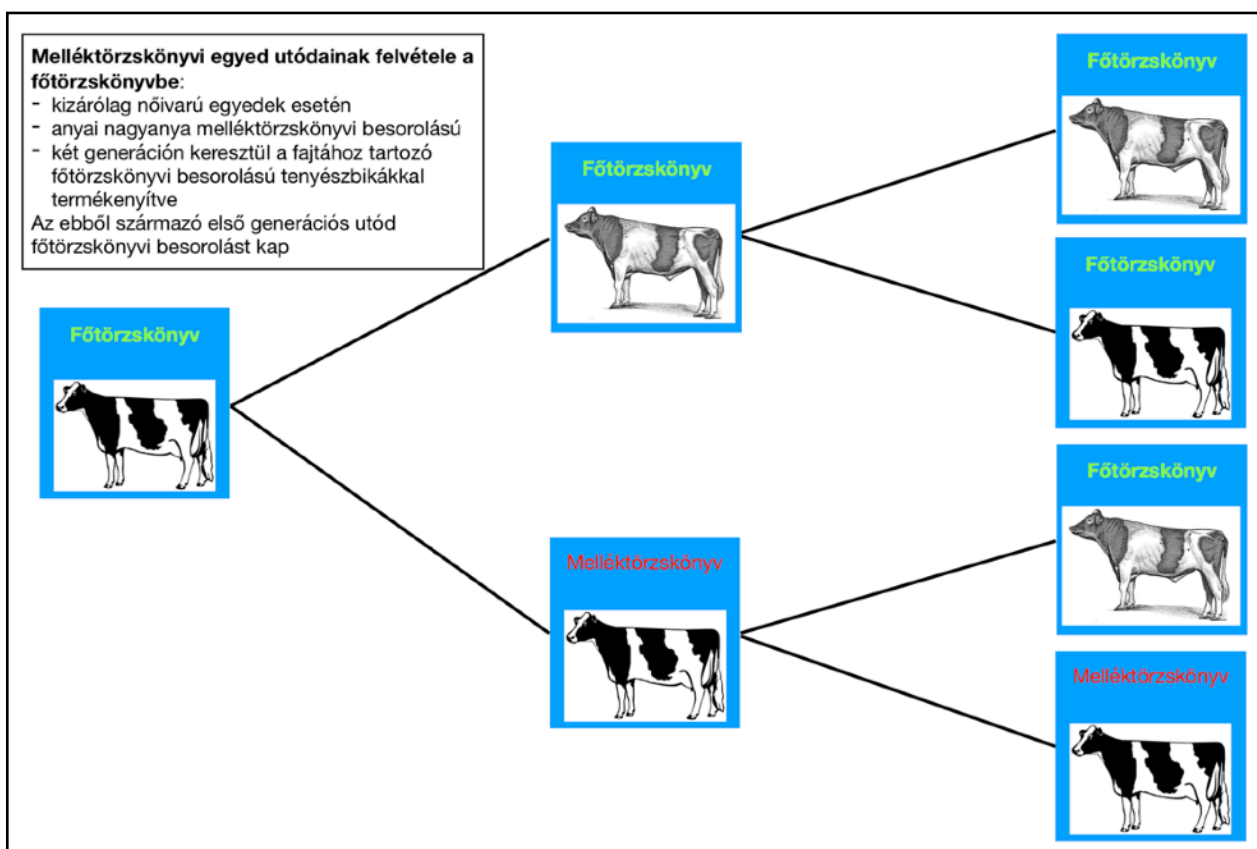 Melléktörzskönyvi egyed utódainak felvétele a
főtörzskönyvbe:
- kizárólag nőivarú egyedek esetén
- anyai nagyanya melléktörzskönyvi besorolású
- két generáción keresztül a fajtához tartozó
főtörzskönyvi besorolású tenyészbikákkal
termékenyítve
Az ebből származó első generációs utód
főtörzskönyvi besorolást kap
Főtörzskönyv
Főtörzskönyv
Melléktörzskönyv
Főtörzskönyv
Főtörzskönyv
Főtörzskönyv
Melléktörzskönyv